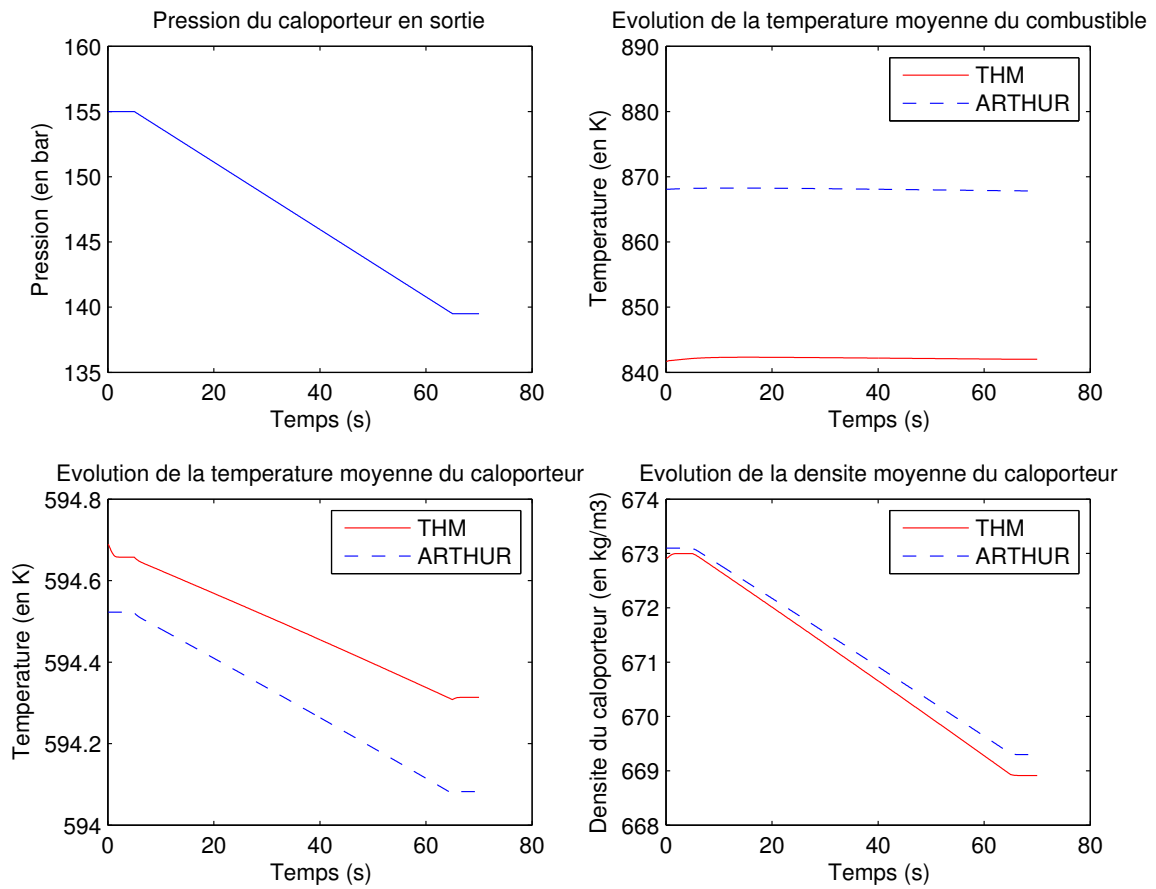 Pression du caloporteur en sortie
160
155
150
145
140
135
Pression (en bar)
0
20
40
60
80
Temps (s)
Evolution de la temperature moyenne du combustible
890
880
870
860
850
840
Temperature (en K)
THM
ARTHUR
0
20
40
60
80
Temps (s)
Evolution de la temperature moyenne du caloporteur
594.8
594.6
594.4
594.2
594
Temperature (en K)
THM
ARTHUR
0
20
40
60
80
Temps (s)
Evolution de la densite moyenne du caloporteur
674
673
672
671
670
669
668
Densite du caloporteur (en kg/m3)
THM
ARTHUR
0
20
40
60
80
Temps (s)